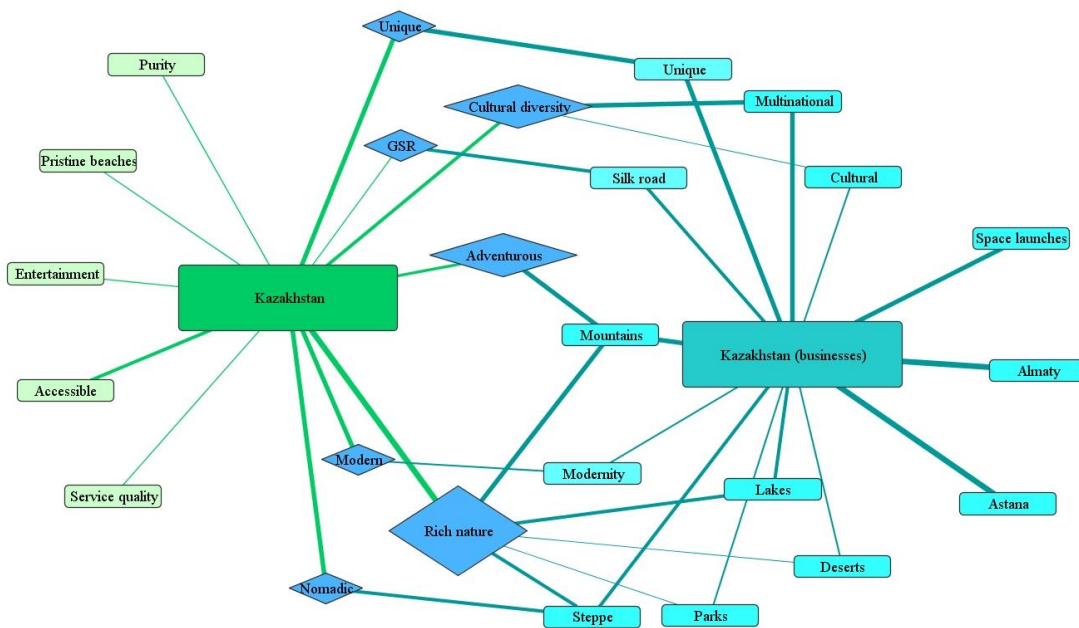 Unique
Purity
Unique
Cultural diversity
Multinational
GSR
Pristine beaches
Silk road
Cultural
Space launches
Adventurous
Entertainment
Kazakhstan
Mountains
Kazakhstan (businesses)
Almaty
Accessible
Modern
Modernity
Lakes
Service quality
Astana
Rich nature
Deserts
Nomadic
Steppe
Parks